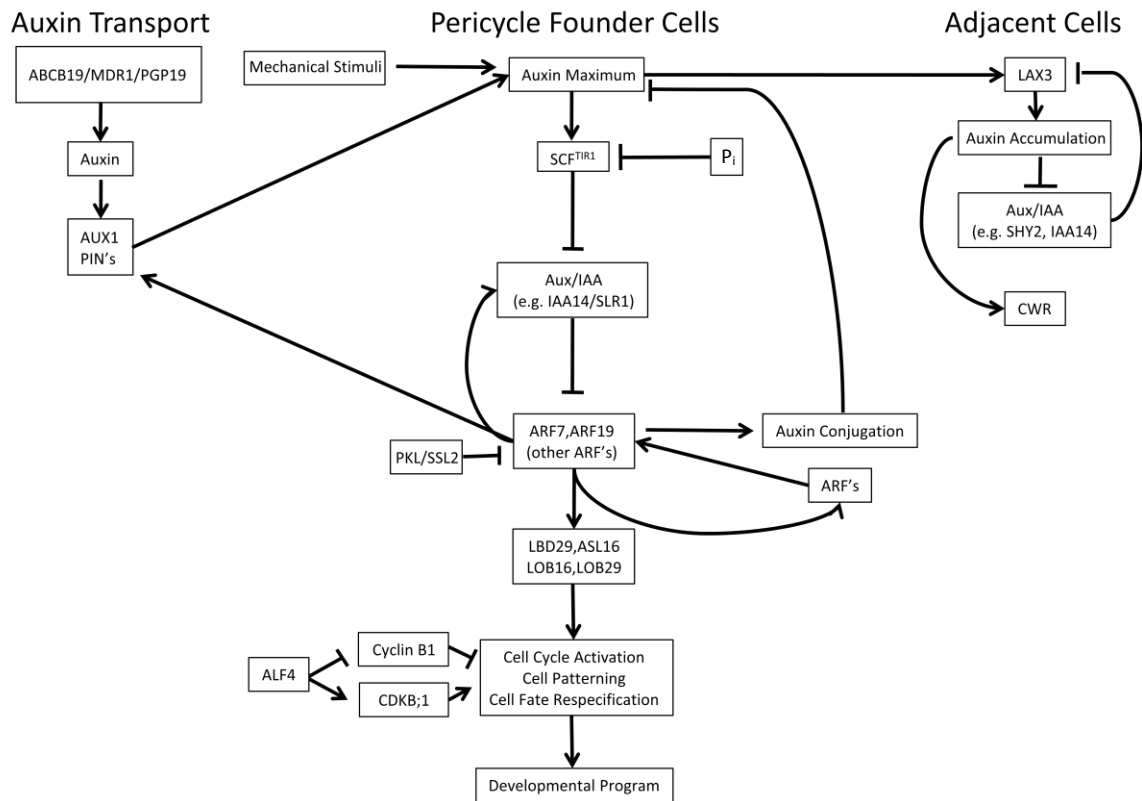 Auxin Transport
Pericycle Founder Cells
Adjacent Cells
ABCB19/MDR1/PGP19
Mechanical Stimuli
Auxin Maximum
LAX3
Auxin
SCF^TIR1
P_i
Auxin Accumulation
AUX1
PIN's
Aux/IAA
(e.g. SHY2, IAA14)
Aux/IAA
(e.g. IAA14/SLR1)
CWR
ARF7,ARF19
(other ARF's)
Auxin Conjugation
PKL/SSL2
ARF's
LBD29,ASL16
LOB16,LOB29
Cyclin B1
ALF4
CDKB;1
Cell Cycle Activation
Cell Patterning
Cell Fate Respecification
Developmental Program